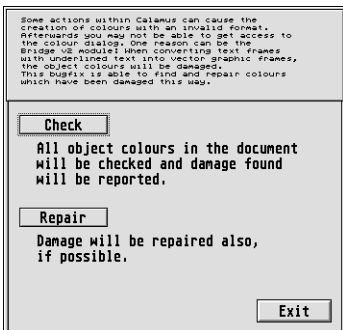 Some actions within Calamus can cause the
creation of colours with an invalid format.
Afterwards you may not be able to get access to
the colour dialog. One reason can be the
Bridge v2 module! When converting text frames
with underlined text into vector graphic frames,
the object colours will be damaged.
This bugfix is able to find and repair colours
which have been damaged this way.
Check
All object colours in the document
will be checked and damage found
will be reported.
Repair
Damage will be repaired also,
if possible.
Exit